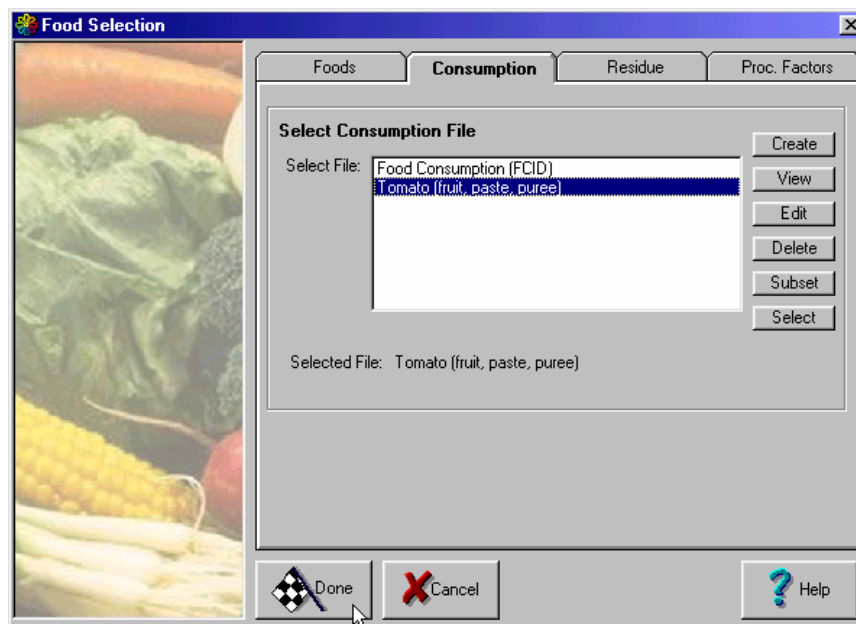 Food Selection
Foods
Consumption
Residue
Proc. Factors
Select Consumption File
Select File:
Food Consumption (FCID)
Tomato (fruit, paste, puree)
Create
View
Edit
Delete
Subset
Select
Selected File: Tomato (fruit, paste, puree)
Done
Cancel
Help